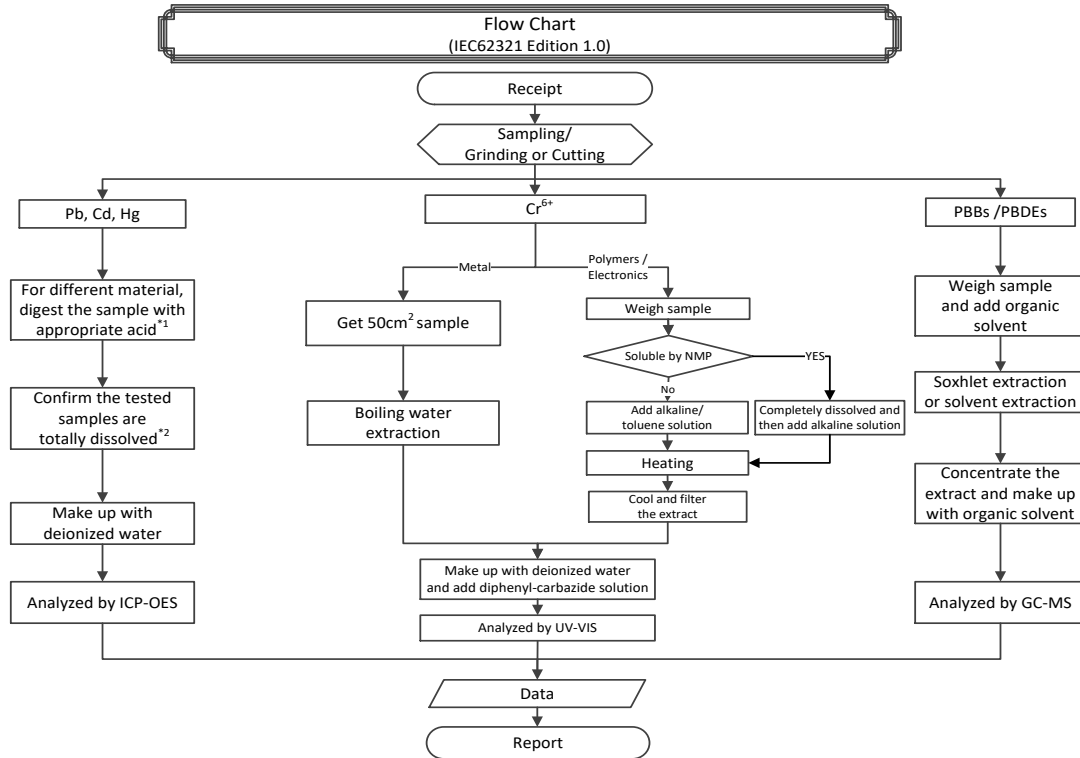 Flow Chart
(IEC62321 Edition 1.0)
Receipt
Sampling/
Grinding or Cutting
Pb, Cd, Hg
Cr6+
PBBs /PBDEs
Metal
Polymers /
Electronics
For different material,
digest the sample with
appropriate acid*1
Get 50cm2 sample
Weigh sample
Weigh sample
and add organic
solvent
Soluble by NMP
YES
No
Confirm the tested
samples are
totally dissolved*2
Boiling water
extraction
Add alkaline/
toluene solution
Completely dissolved and
then add alkaline solution
Soxhlet extraction
or solvent extraction
Heating
Cool and filter
the extract
Concentrate the
extract and make up
with organic solvent
Make up with
deionized water
Make up with deionized water
and add diphenyl-carbazide solution
Analyzed by ICP-OES
Analyzed by UV-VIS
Analyzed by GC-MS
Data
Report